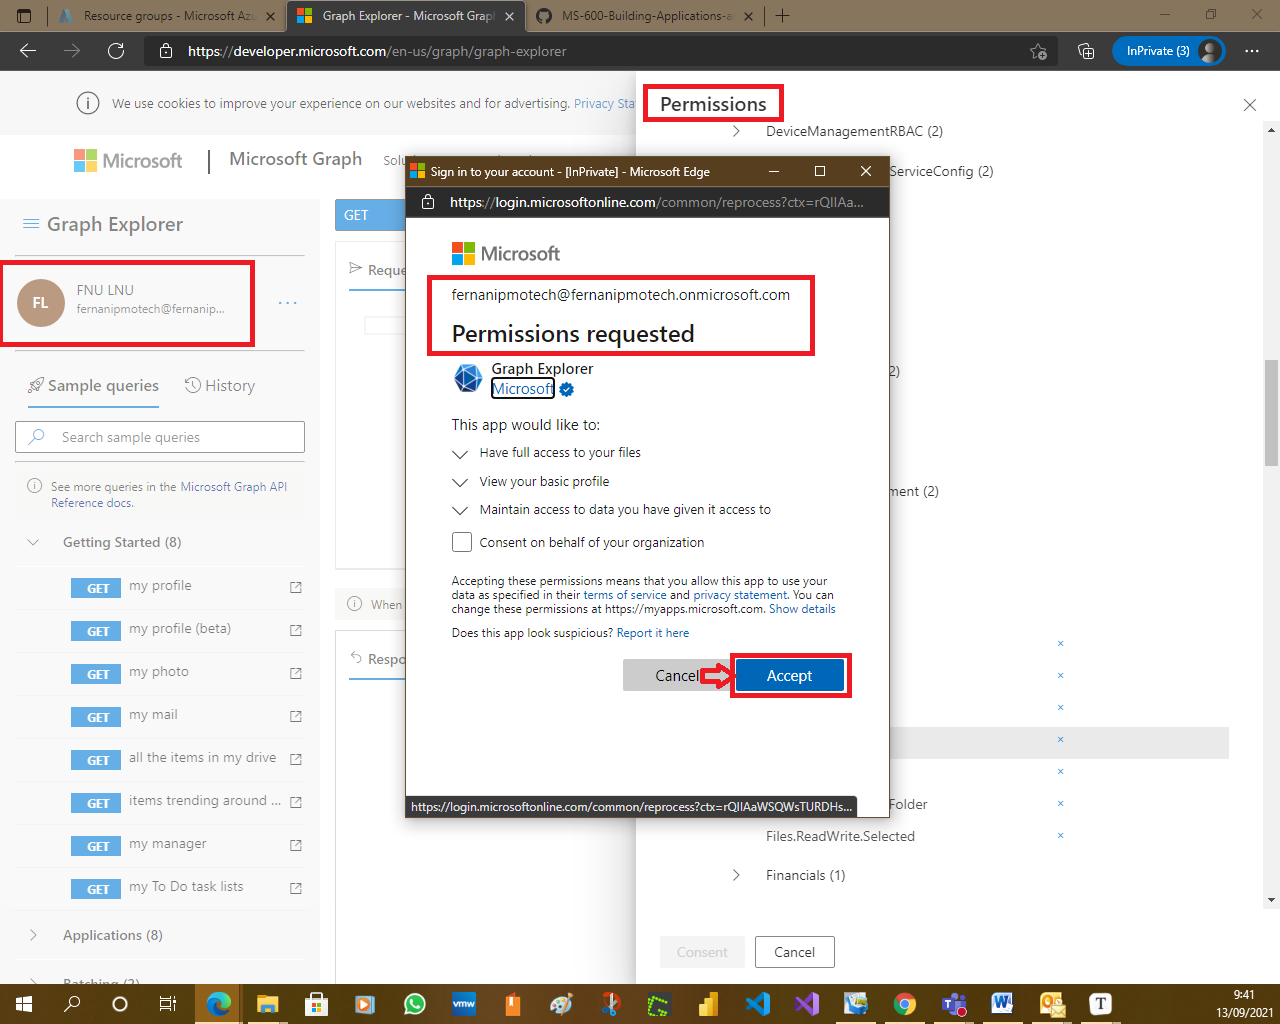 Resource groups - Microsoft Az
Graph Explorer - Microsoft Grap
MS-600-Building-Applications-a
https://developer.microsoft.com/en-us/graph/graph-explorer
InPrivate (3)
We use cookies to improve your experience on our websites and for advertising. Privacy Sta
Microsoft
Microsoft Graph
Graph Explorer
FL
FNU LNU
fernanipmotech@fernanip...
Sample queries
History
Search sample queries
See more queries in the Microsoft Graph API
Reference docs.
Getting Started (8)
GET my profile
GET my profile (beta)
GET my photo
GET my mail
GET all the items in my drive
GET items trending around ...
GET my manager
GET my To Do task lists
Applications (8)
Batching (2)
GET
Reque
When
Respo
Sign in to your account - [InPrivate] - Microsoft Edge
https://login.microsoftonline.com/common/reprocess?ctx=rQIIAa...
Microsoft
fernanipmotech@fernanipmotech.onmicrosoft.com
Permissions requested
Graph Explorer
Microsoft
This app would like to:
Have full access to your files
View your basic profile
Maintain access to data you have given it access to
Consent on behalf of your organization
Accepting these permissions means that you allow this app to use your
data as specified in their terms of service and privacy statement. You can
change these permissions at https://myapps.microsoft.com. Show details
Does this app look suspicious? Report it here
Cancel
Accept
https://login.microsoftonline.com/common/reprocess?ctx=rQIIAaWSQWsTURDHs...
Permissions
DeviceManagementRBAC (2)
ServiceConfig (2)
2)
ment (2)
Folder
Files.ReadWrite.Selected
Financials (1)
Consent
Cancel
vmw
T
9:41
13/09/2021